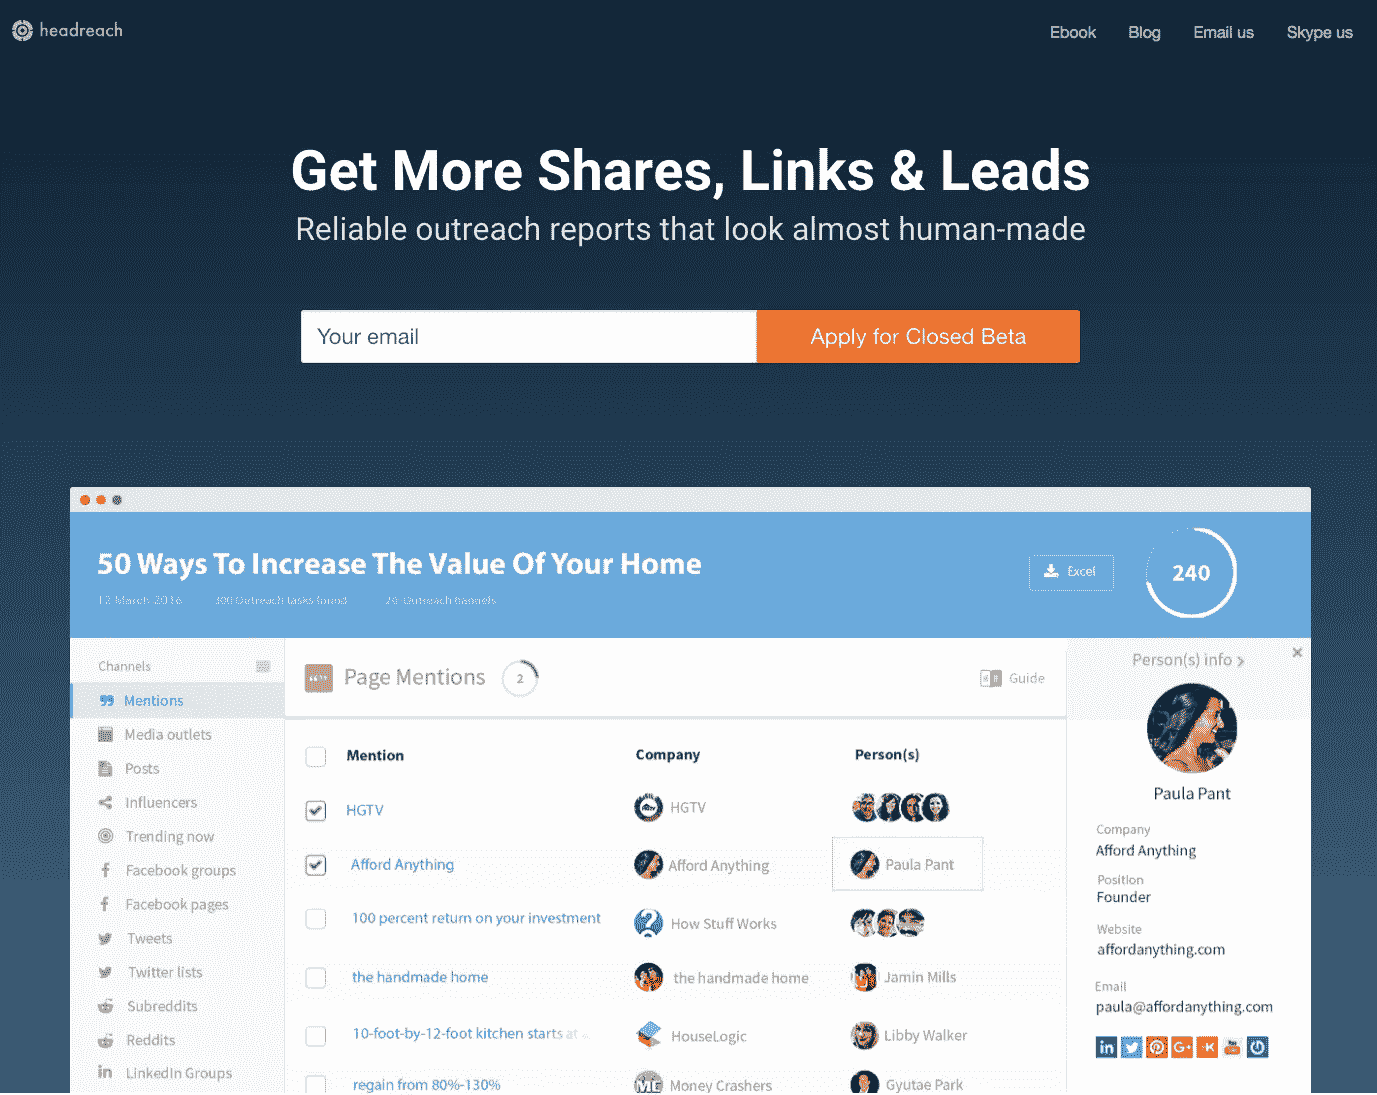 headreach
Ebook Blog Email us Skype us
Get More Shares, Links & Leads
Reliable outreach reports that look almost human-made
Your email Apply for Closed Beta
50 Ways To Increase The Value Of Your Home
Excel 240
12 March 2016 300 Outreach tasks found
Channels
Mentions
Media outlets
Posts
Influencers
Trending now
Facebook groups
Facebook pages
Tweets
Twitter lists
Subreddits
Reddits
LinkedIn Groups
Page Mentions 2 Guide
Mention Company Person(s)
HGTV HGTV
Afford Anything Afford Anything Paula Pant
100 percent return on your investment How Stuff Works
the handmade home the handmade home Jamin Mills
10-foot-by-12-foot kitchen starts at HouseLogic Libby Walker
regain from 80%-130% Money Crashers Gyutae Park
Person(s) info
Paula Pant
Company
Afford Anything
Position
Founder
Website
affordanything.com
Email
paula@affordanything.com